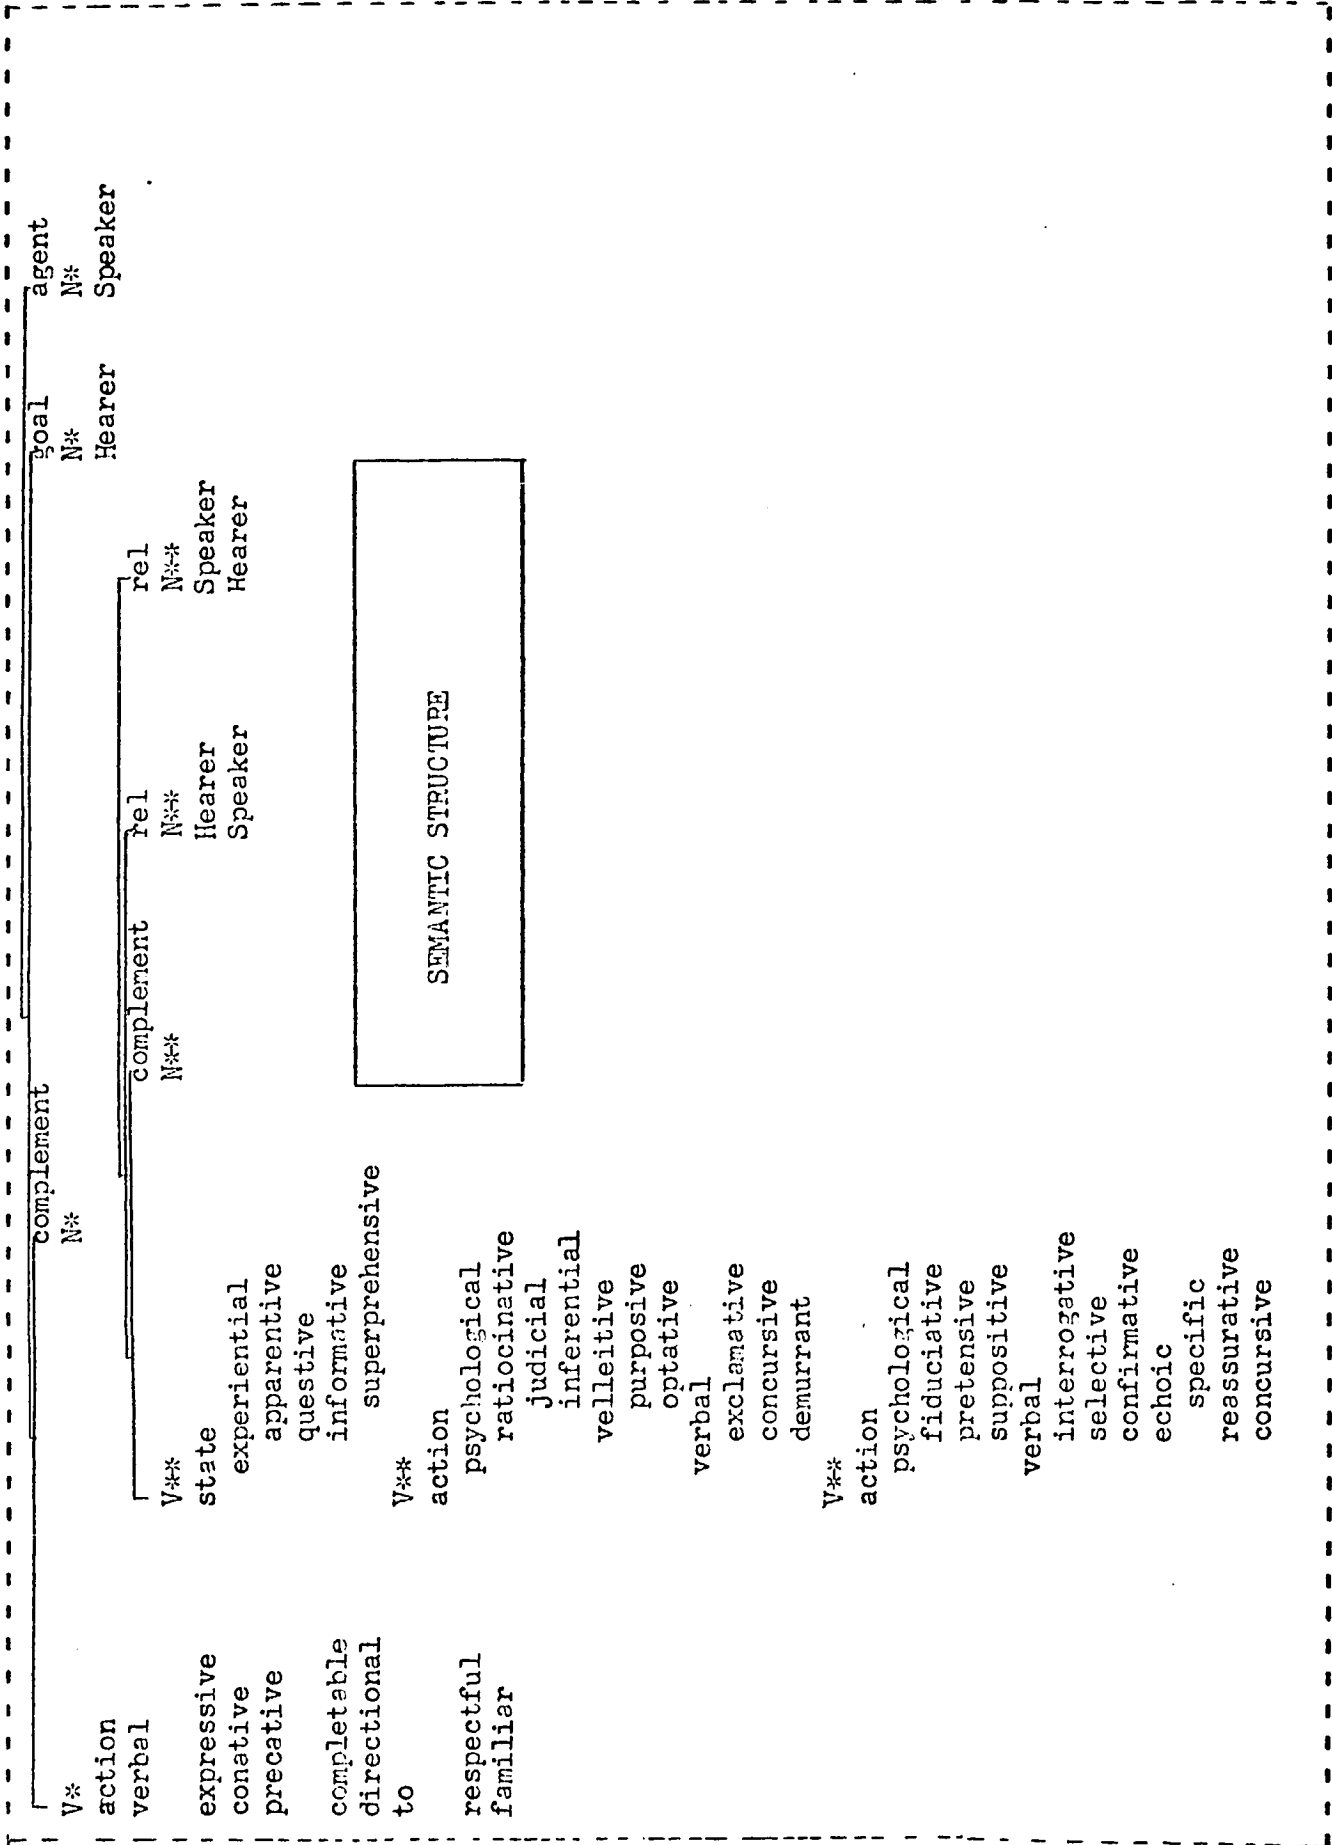 complement
goal
agent
V*
N*
N*
N*
action
Hearer
Speaker
verbal
expressive
conative
precative
completable
directional
to
respectful
familiar
complement
rel
rel
V**
N**
N**
N**
state
Hearer
Speaker
experiential
Speaker
Hearer
apparentive
questive
informative
superprehensive
V**
action
psychological
ratiocinative
judicial
inferential
velleitive
purposive
optative
verbal
exclamative
concursive
demurrant
V**
action
psychological
fiduciative
pretensive
suppositive
verbal
interrogative
selective
confirmative
echoic
specific
reassurative
concursive
SEMANTIC STRUCTURE